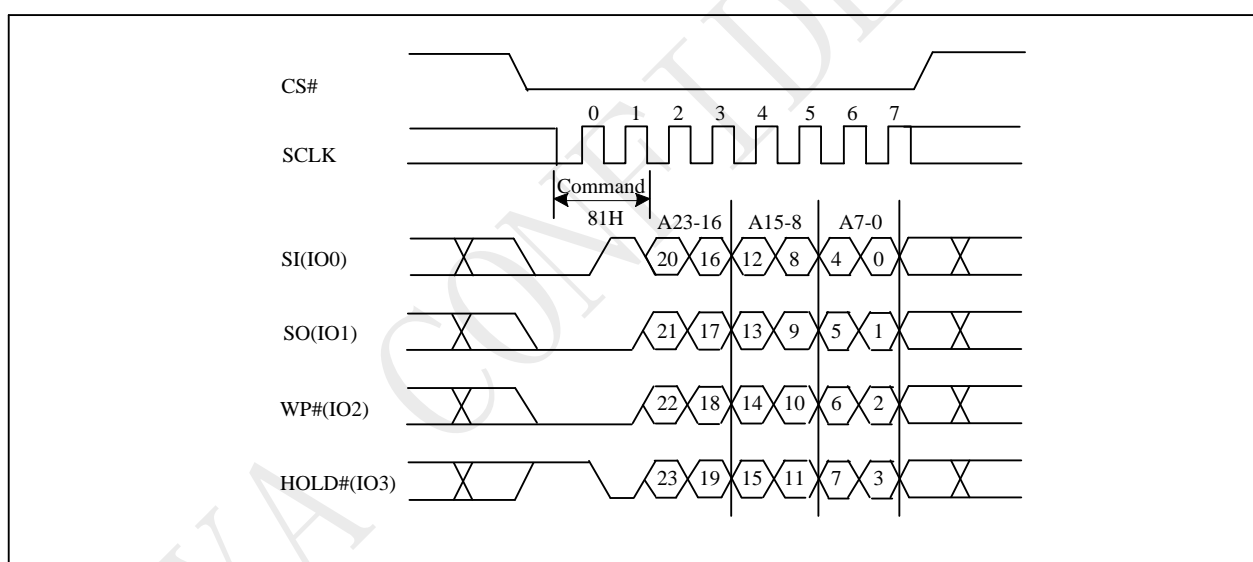 CS#
0 1 2 3 4 5 6 7
SCLK
Command
81H A23-16 A15-8 A7-0
SI(IO0) 20 16 12 8 4 0
SO(IO1) 21 17 13 9 5 1
WP#(IO2) 22 18 14 10 6 2
HOLD#(IO3) 23 19 15 11 7 3